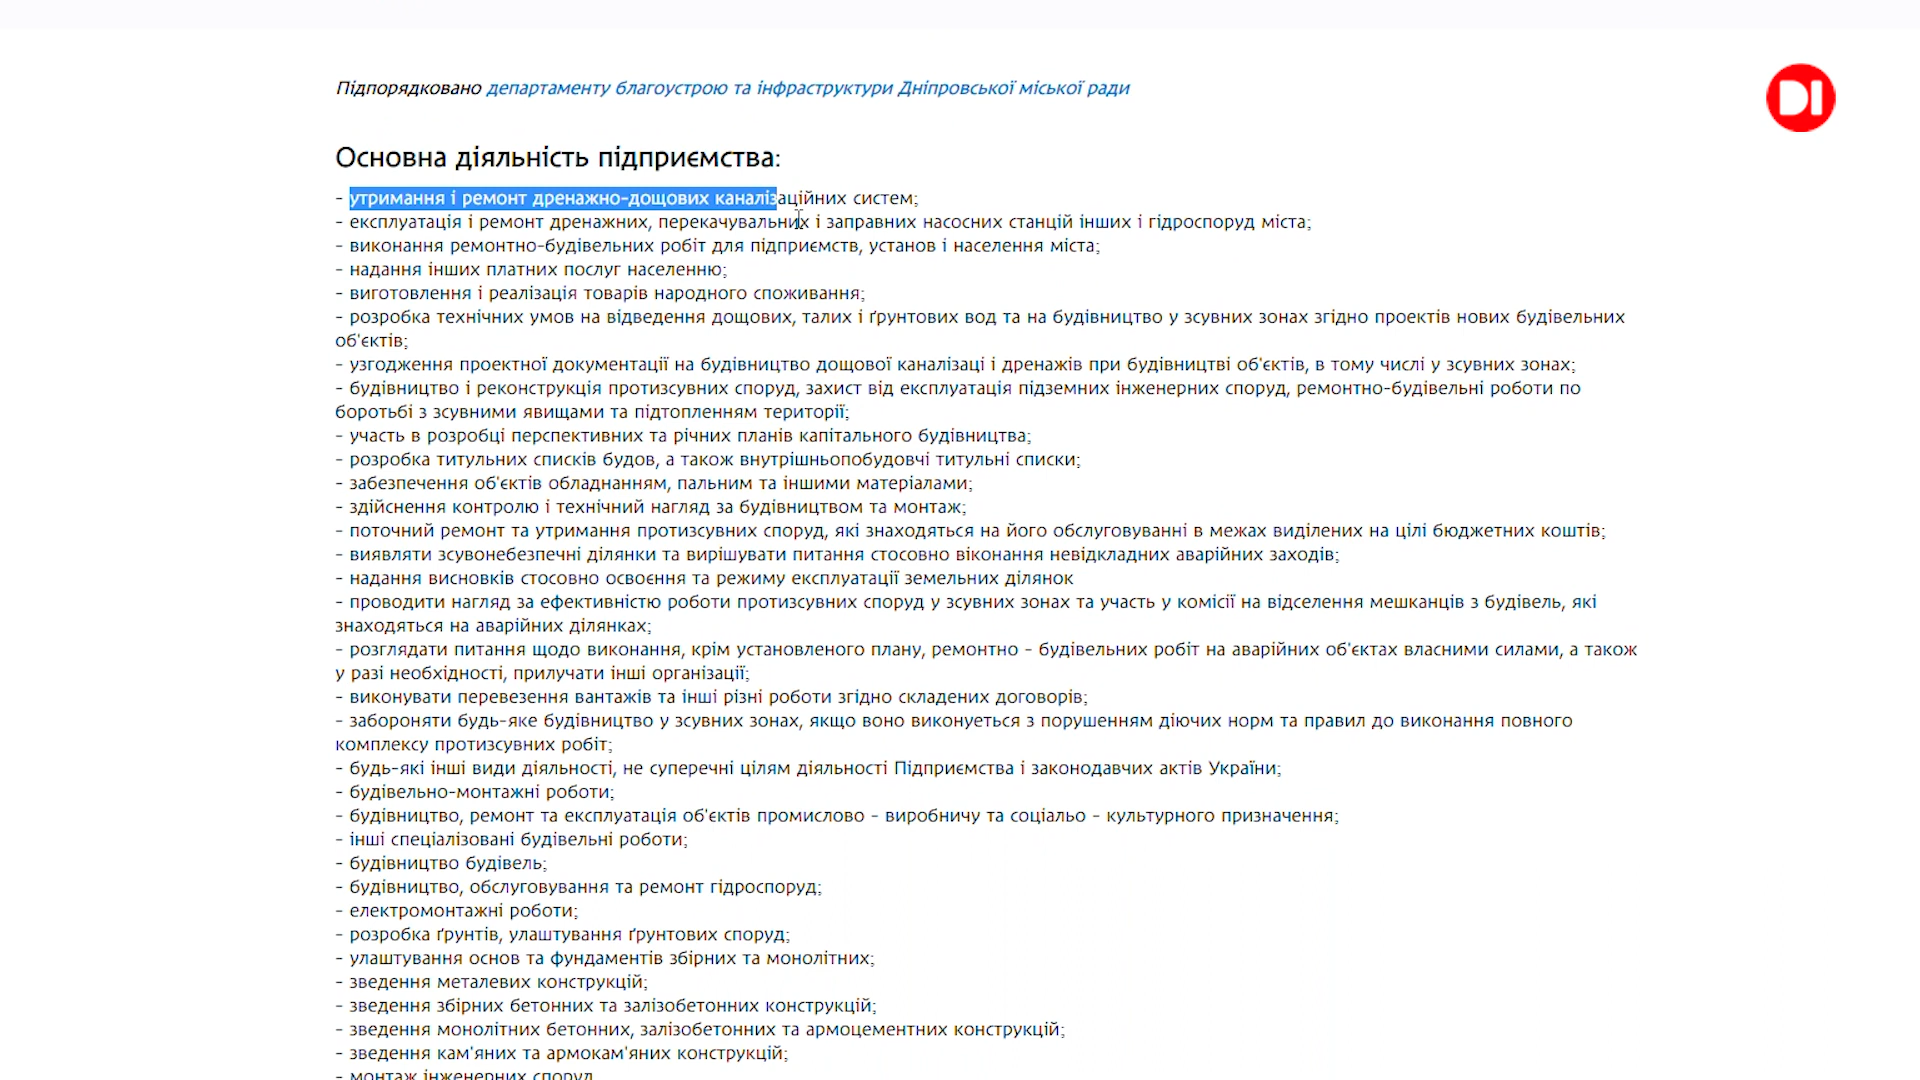 Підпорядковано департаменту благоустрою та інфраструктури Дніпровської міської ради
DI
Основна діяльність підприємства:
- утримання і ремонт дренажно-дощових каналізаційних систем;
- експлуатація і ремонт дренажних, перекачувальних і заправних насосних станцій інших і гідроспоруд міста;
- виконання ремонтно-будівельних робіт для підприємств, установ і населення міста;
- надання інших платних послуг населенню;
- виготовлення і реалізація товарів народного споживання;
- розробка технічних умов на відведення дощових, талих і ґрунтових вод та на будівництво у зсувних зонах згідно проектів нових будівельних
об'єктів;
- узгодження проектної документації на будівництво дощової каналізаці і дренажів при будівництві об'єктів, в тому числі у зсувних зонах;
- будівництво і реконструкція протизсувних споруд, захист від експлуатація підземних інженерних споруд, ремонтно-будівельні роботи по
боротьбі з зсувними явищами та підтопленням території;
- участь в розробці перспективних та річних планів капітального будівництва;
- розробка титульних списків будов, а також внутрішньопобудовчі титульні списки;
- забезпечення об'єктів обладнанням, пальним та іншими матеріалами;
- здійснення контролю і технічний нагляд за будівництвом та монтаж;
- поточний ремонт та утримання протизсувних споруд, які знаходяться на його обслуговуванні в межах виділених на цілі бюджетних коштів;
- виявляти зсувонебезпечні ділянки та вирішувати питання стосовно віконання невідкладних аварійних заходів;
- надання висновків стосовно освоєння та режиму експлуатації земельних ділянок
- проводити нагляд за ефективністю роботи протизсувних споруд у зсувних зонах та участь у комісії на відселення мешканців з будівель, які
знаходяться на аварійних ділянках;
- розглядати питання щодо виконання, крім установленого плану, ремонтно - будівельних робіт на аварійних об'єктах власними силами, а також
у разі необхідності, прилучати інші організації;
- виконувати перевезення вантажів та інші різні роботи згідно складених договорів;
- забороняти будь-яке будівництво у зсувних зонах, якщо воно виконуеться з порушенням діючих норм та правил до виконання повного
комплексу протизсувних робіт;
- будь-які інші види діяльності, не суперечні цілям діяльності Підприємства і законодавчих актів України;
- будівельно-монтажні роботи;
- будівництво, ремонт та експлуатація об'єктів промислово - виробничу та соціальо - культурного призначення;
- інші спеціалізовані будівельні роботи;
- будівництво будівель;
- будівництво, обслуговування та ремонт гідроспоруд;
- електромонтажні роботи;
- розробка ґрунтів, улаштування ґрунтових споруд;
- улаштування основ та фундаментів збірних та монолітних;
- зведення металевих конструкцій;
- зведення збірних бетонних та залізобетонних конструкцій;
- зведення монолітних бетонних, залізобетонних та армоцементних конструкцій;
- зведення кам'яних та армокам'яних конструкцій;
- монтаж інженерних споруд